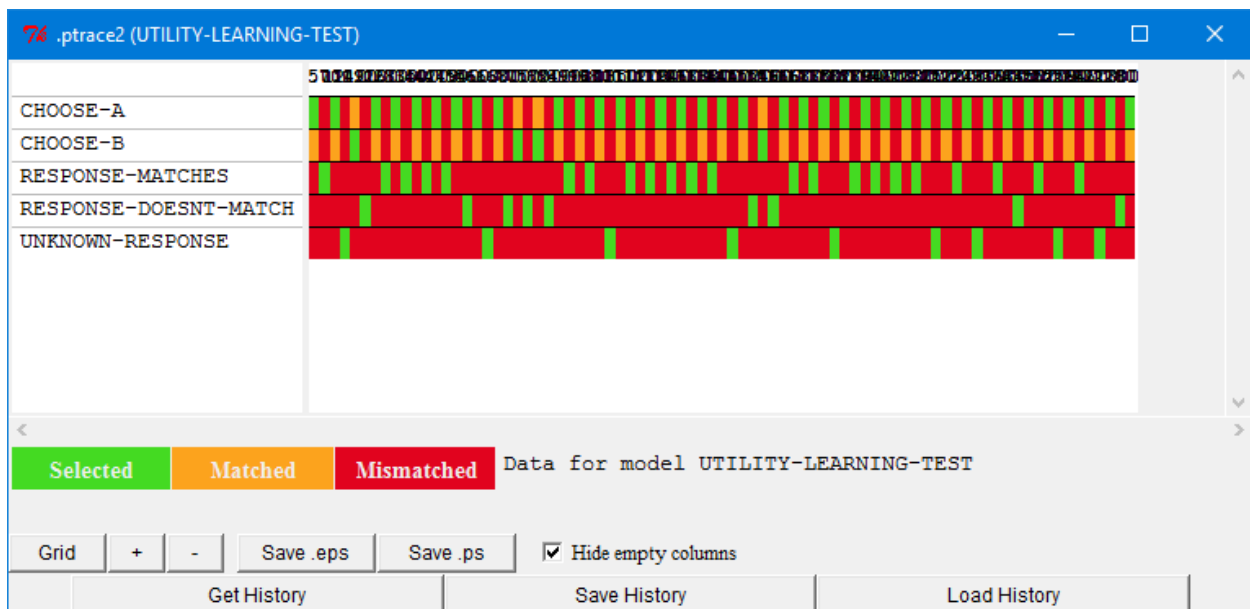 .ptrace2 (UTILITY-LEARNING-TEST)
CHOOSE-A
CHOOSE-B
RESPONSE-MATCHES
RESPONSE-DOESNT-MATCH
UNKNOWN-RESPONSE
Selected Matched Mismatched Data for model UTILITY-LEARNING-TEST
Grid + - Save .eps Save .ps Hide empty columns
Get History Save History Load History